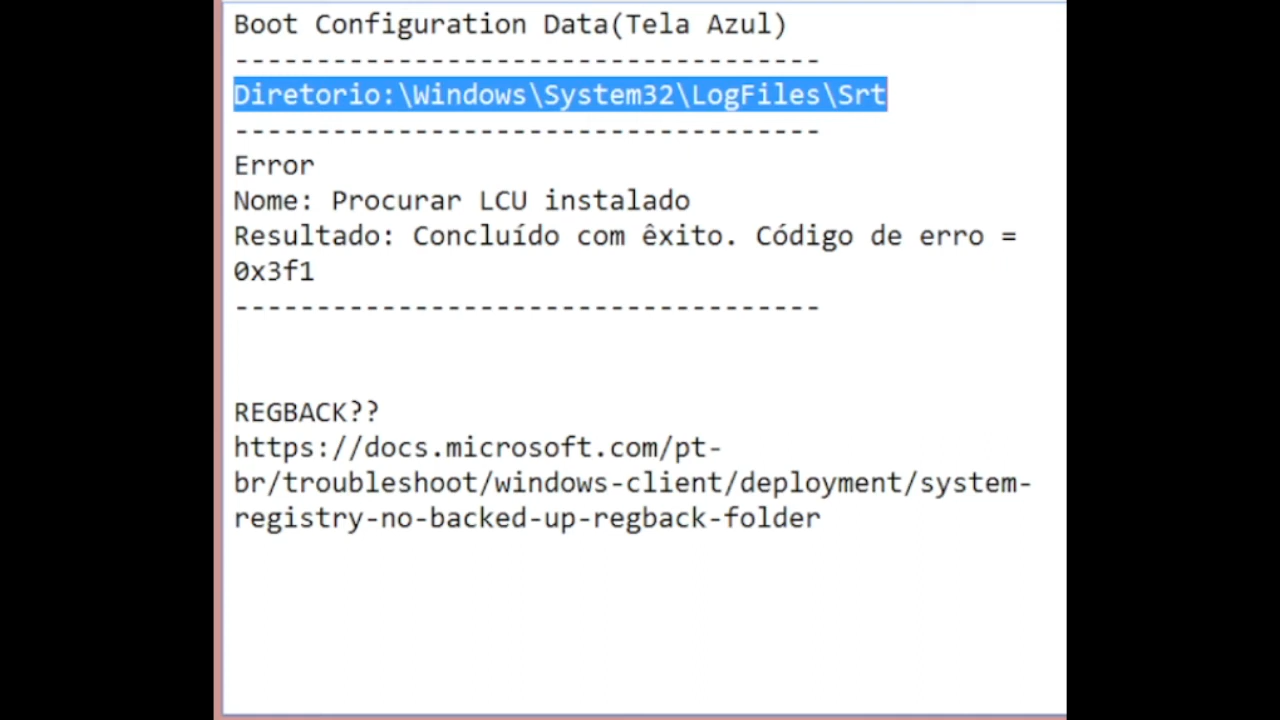 Boot Configuration Data(Tela Azul)
------------------------------------
Diretorio:\Windows\System32\LogFiles\Srt
------------------------------------
Error
Nome: Procurar LCU instalado
Resultado: Concluído com êxito. Código de erro =
0x3f1
------------------------------------
REGBACK??
https://docs.microsoft.com/pt-
br/troubleshoot/windows-client/deployment/system-
registry-no-backed-up-regback-folder